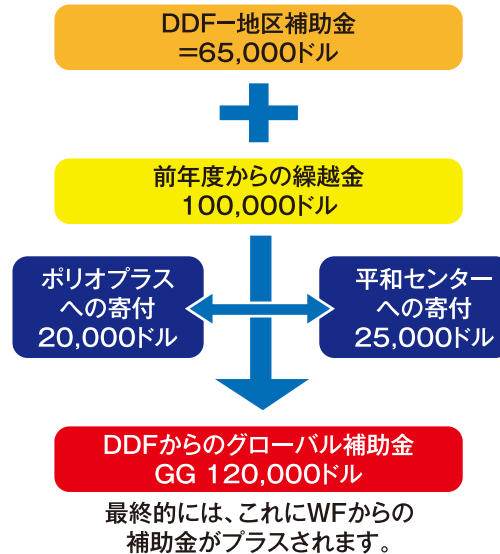 DDFー地区補助金
=65,000ドル
前年度からの繰越金
100,000ドル
ポリオプラス
への寄付
20,000ドル
平和センター
への寄付
25,000ドル
DDFからのグローバル補助金
GG 120,000ドル
最終的には、これにWFからの
補助金がプラスされます。